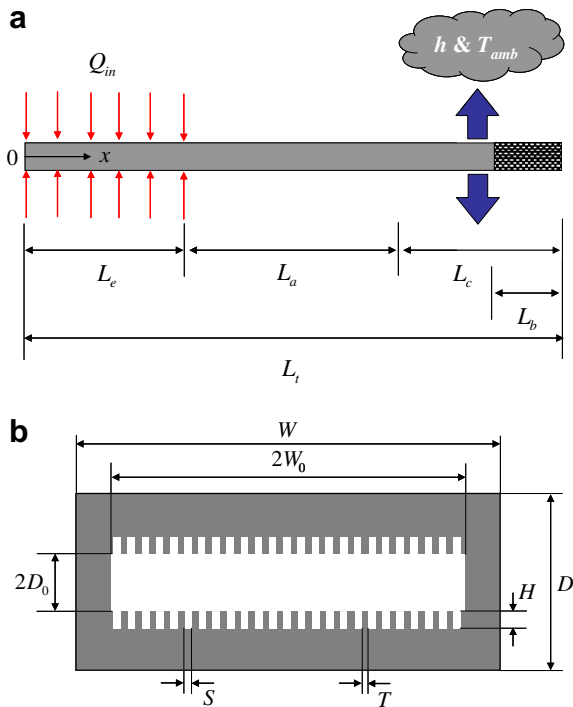 a
h & T_amb
Q_in
0
x
L_e
L_a
L_c
L_b
L_t
b
W
2W_0
2D_0
H
D
S
T